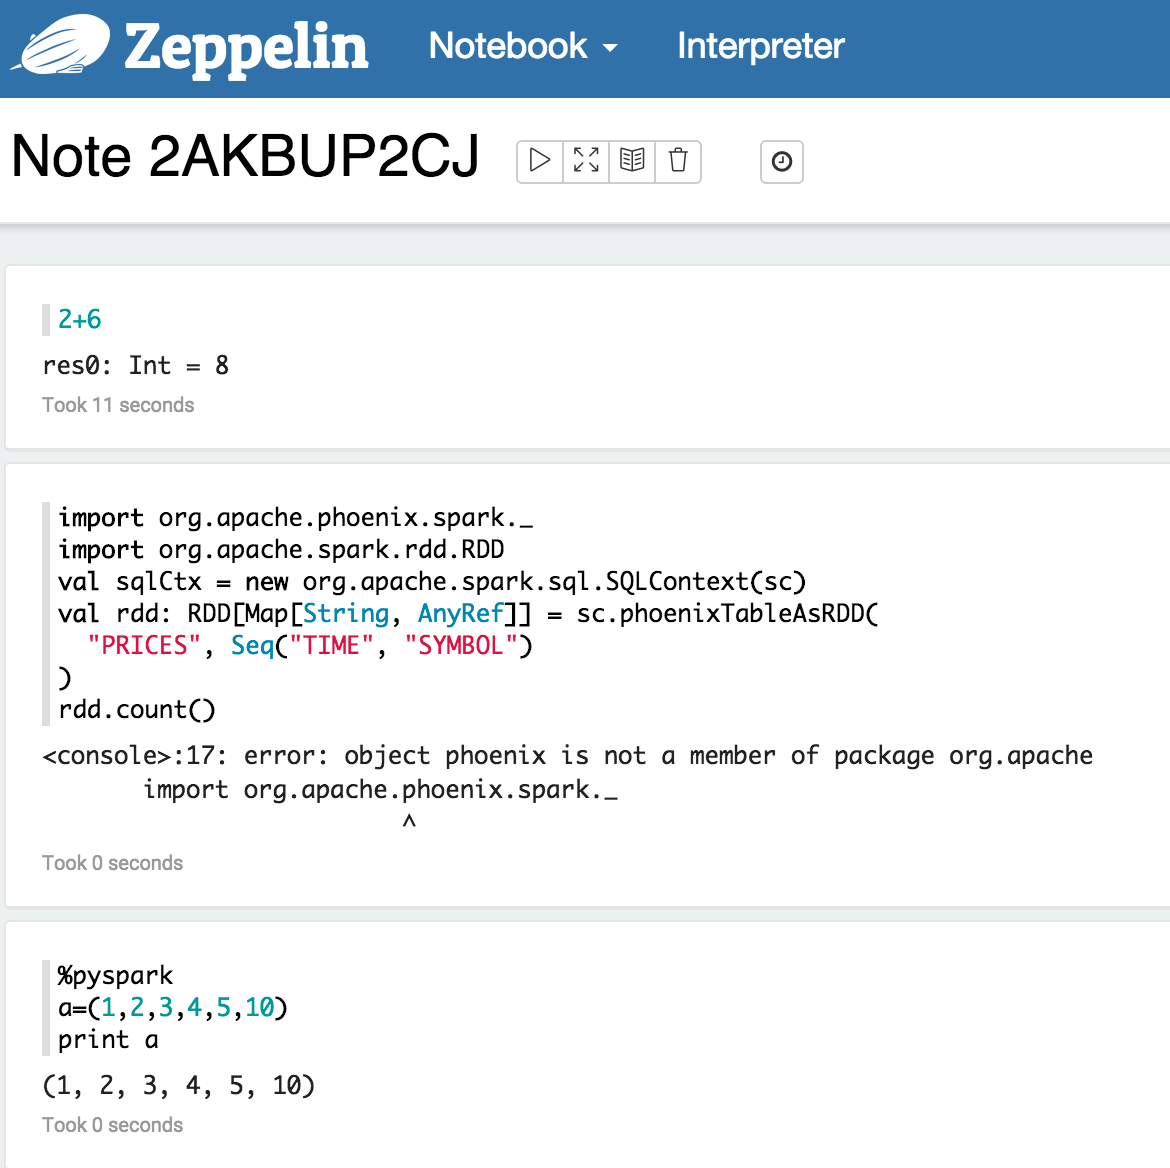 Zeppelin Notebook Interpreter
Note 2AKBUP2CJ
2+6
res0: Int = 8
Took 11 seconds
import org.apache.phoenix.spark._
import org.apache.spark.rdd.RDD
val sqlCtx = new org.apache.spark.sql.SQLContext(sc)
val rdd: RDD[Map[String, AnyRef]] = sc.phoenixTableAsRDD(
"PRICES", Seq("TIME", "SYMBOL")
)
rdd.count()
<console>:17: error: object phoenix is not a member of package org.apache
import org.apache.phoenix.spark._
^
Took 0 seconds
%pyspark
a=(1,2,3,4,5,10)
print a
(1, 2, 3, 4, 5, 10)
Took 0 seconds